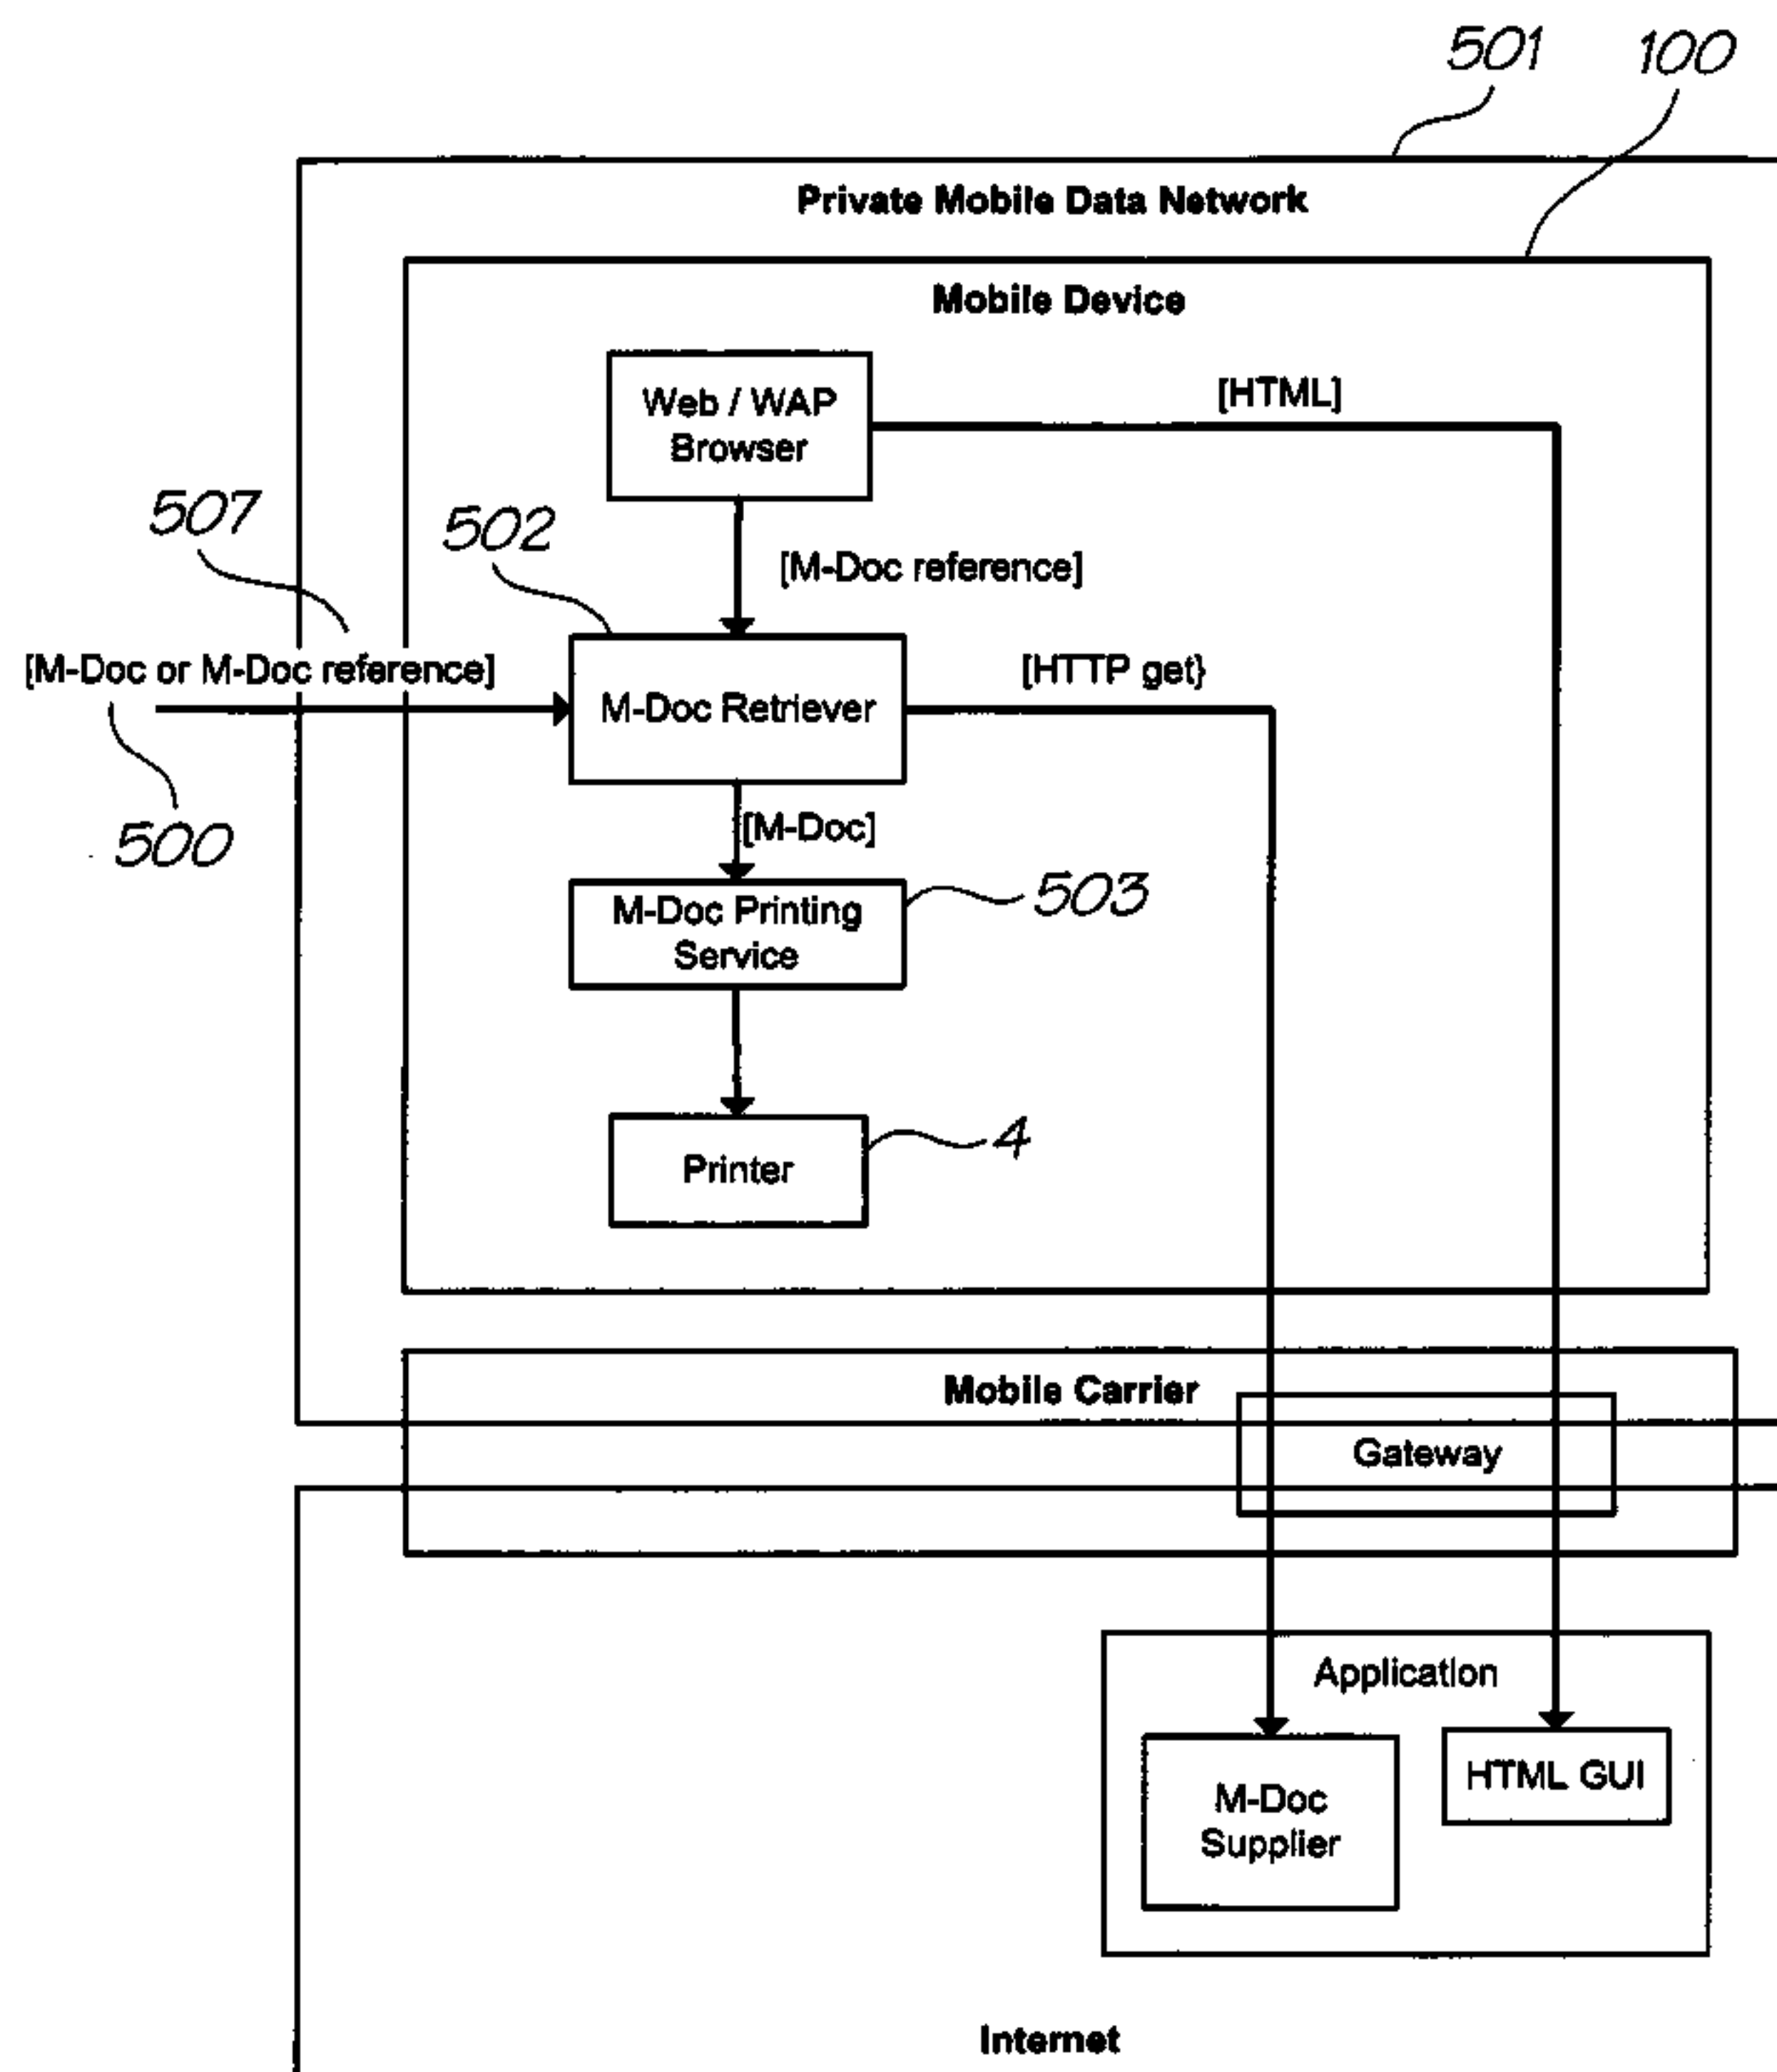 501
100
Private Mobile Data Network
Mobile Device
Web / WAP
Browser
[HTML]
507
502
[M-Doc reference]
[M-Doc or M-Doc reference]
M-Doc Retriever
[HTTP get}
500
[M-Doc]
M-Doc Printing
Service
503
Printer
4
Mobile Carrier
Gateway
Application
M-Doc
Supplier
HTML GUI
Internet